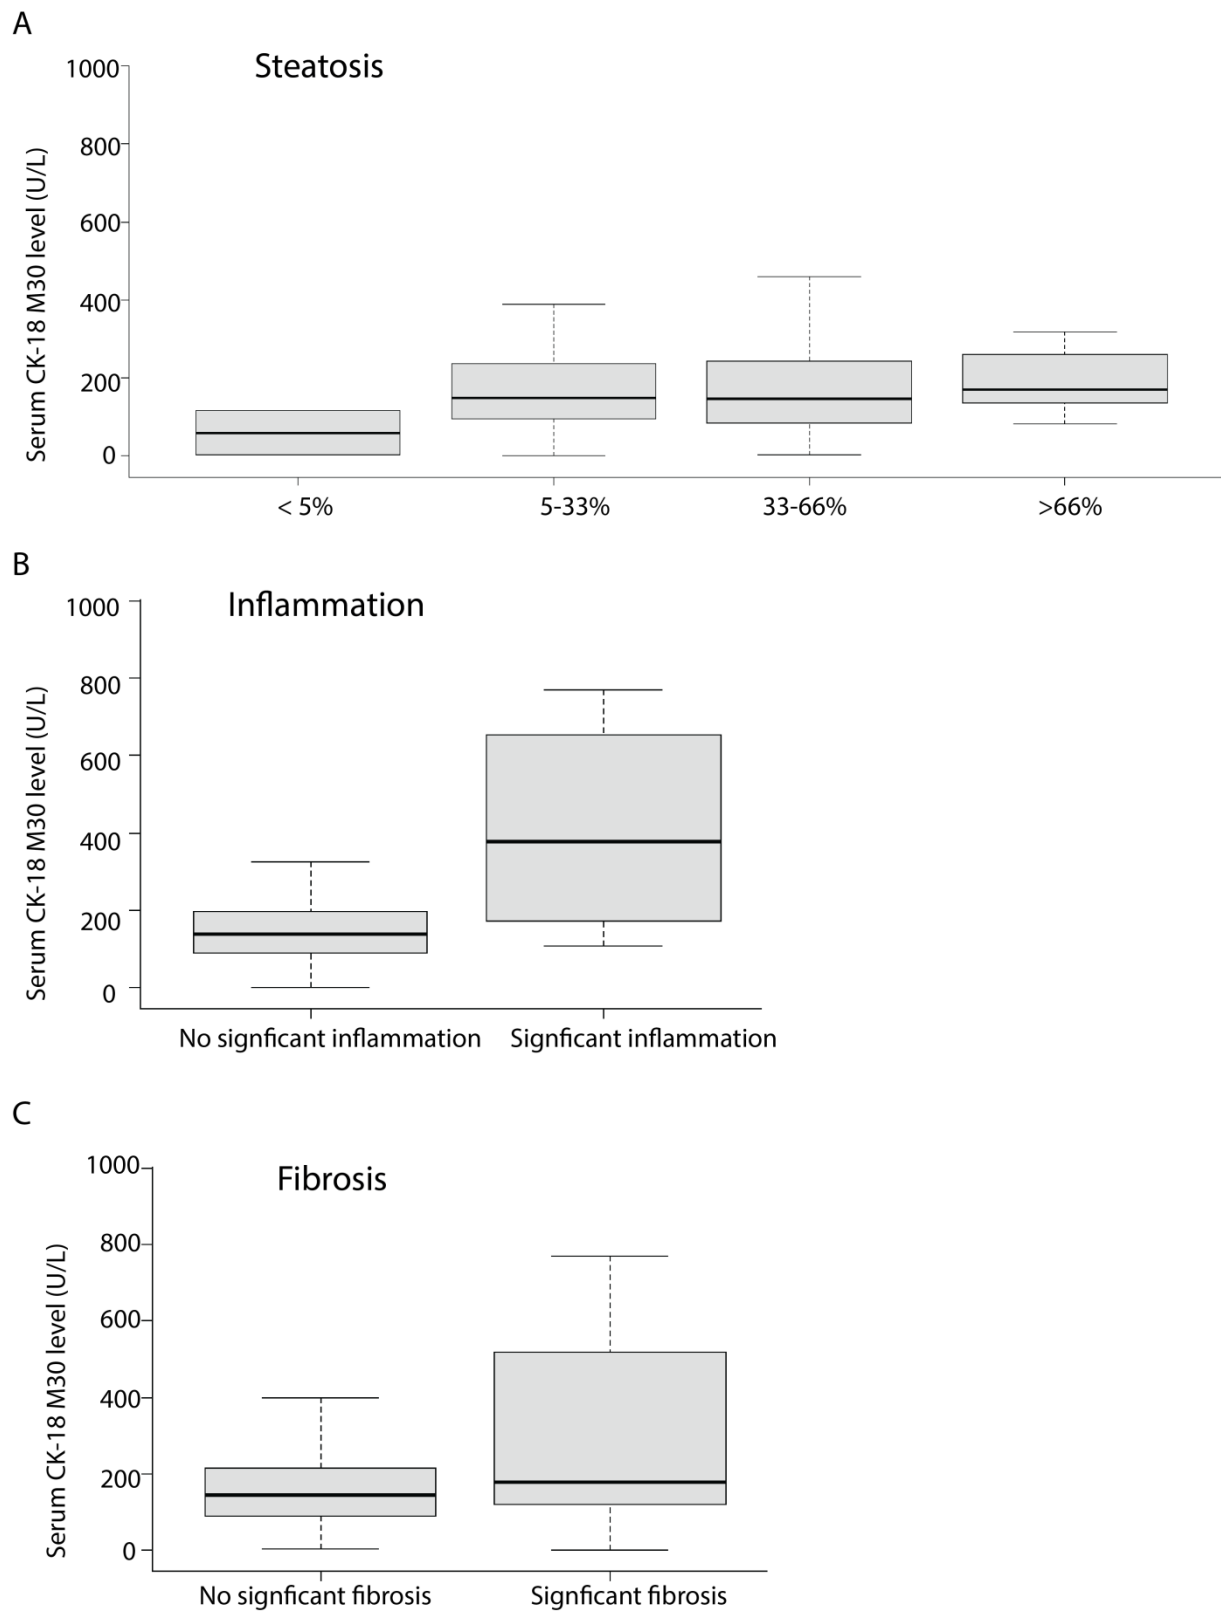 A
Steatosis
1000
800
600
400
200
0
Serum CK-18 M30 level (U/L)
< 5% 5-33% 33-66% >66%
B
Inflammation
1000
800
600
400
200
0
Serum CK-18 M30 level (U/L)
No signficant inflammation Signficant inflammation
C
Fibrosis
1000
800
600
400
200
0
Serum CK-18 M30 level (U/L)
No signficant fibrosis Signficant fibrosis